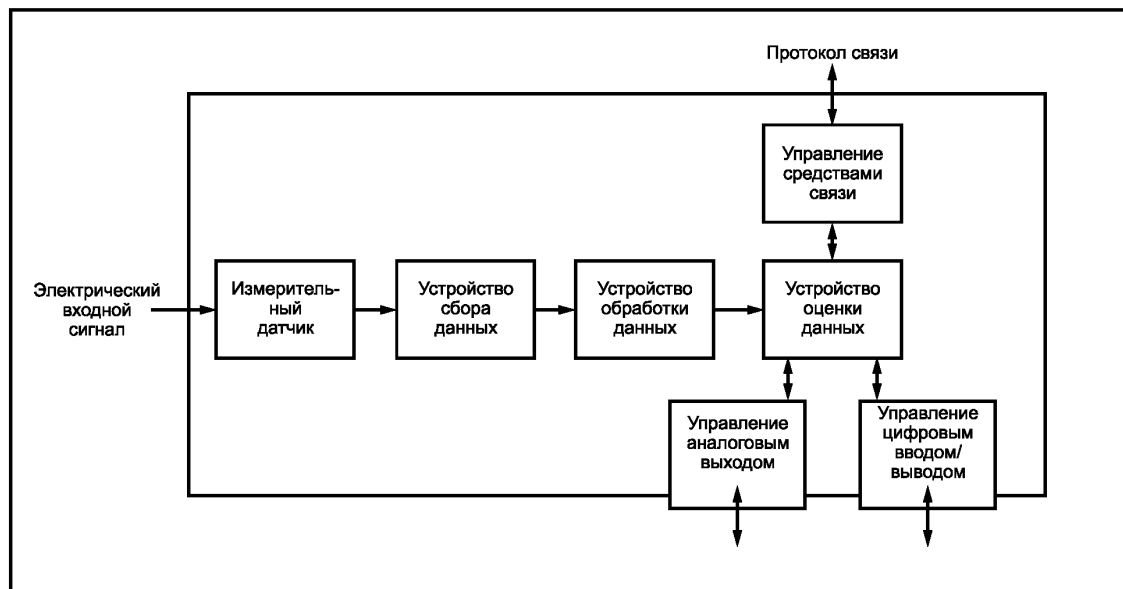 Протокол связи
Управление
средствами
связи
Электрический
входной
сигнал
Измеритель-
ный
датчик
Устройство
сбора
данных
Устройство
обработки
данных
Устройство
оценки
данных
Управление
аналоговым
выходом
Управление
цифровым
вводом/
выводом